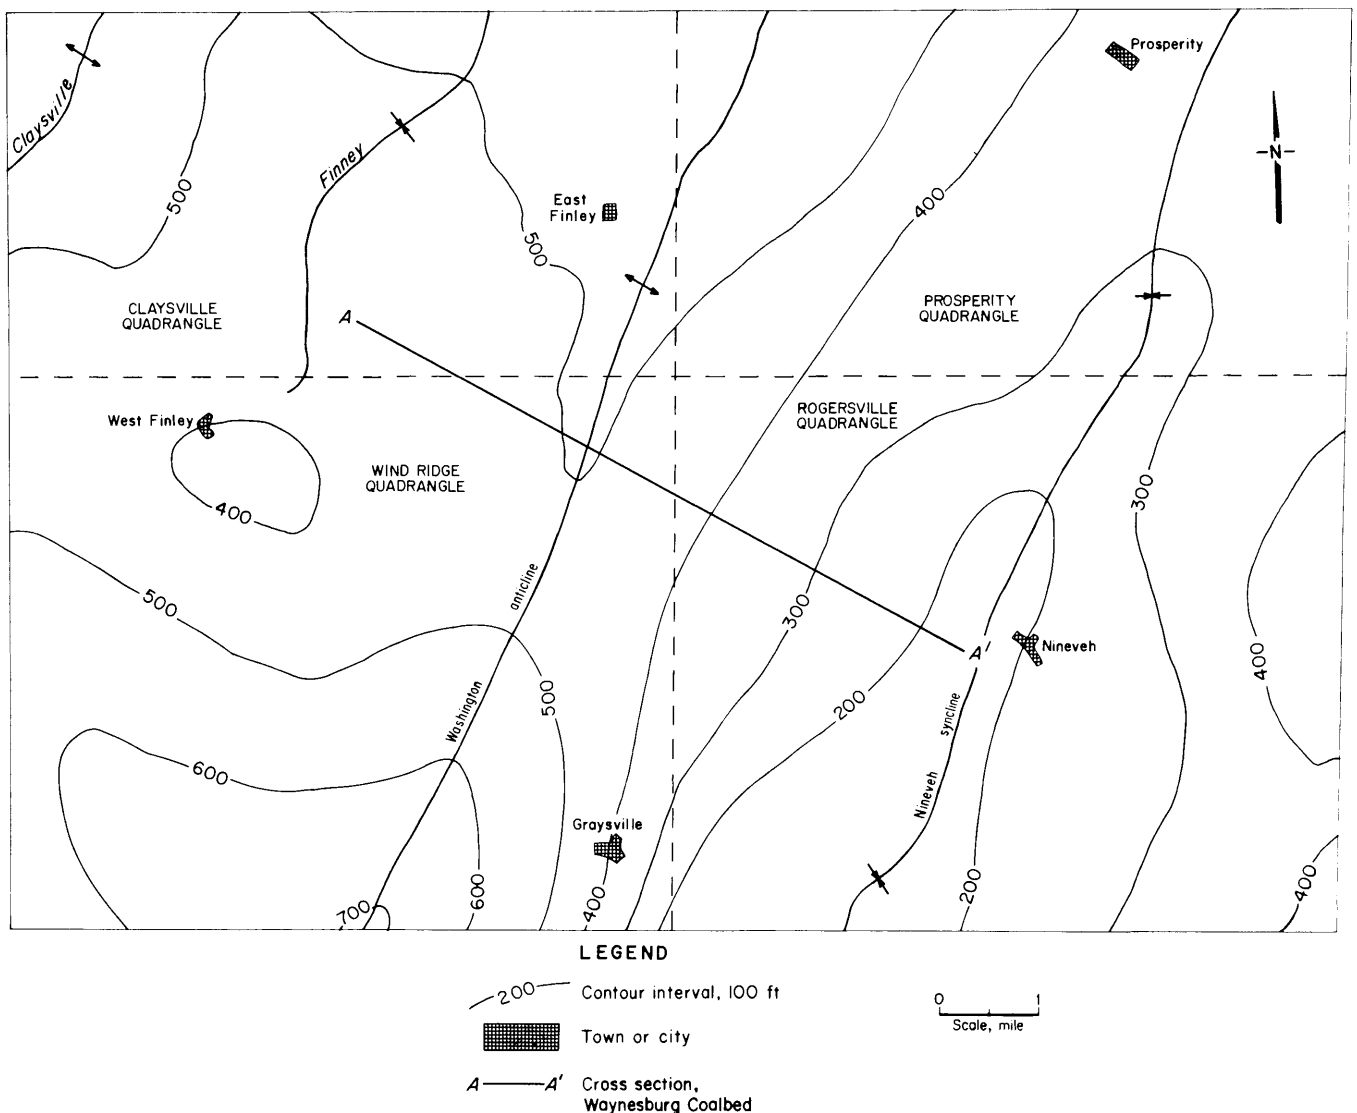 Prosperity
Claysville
Finney
-N-
500
East
Finley
400
500
CLAYSVILLE
QUADRANGLE
A
PROSPERITY
QUADRANGLE
West Finley
ROGERSVILLE
QUADRANGLE
WIND RIDGE
QUADRANGLE
400
300
anticline
500
300
A'
Nineveh
400
500
Washington
200
syncline
600
Nineveh
Graysville
700
600
400
200
400
LEGEND
200 Contour interval, 100 ft
0 1
Scale, mile
Town or city
A A' Cross section,
Waynesburg Coalbed